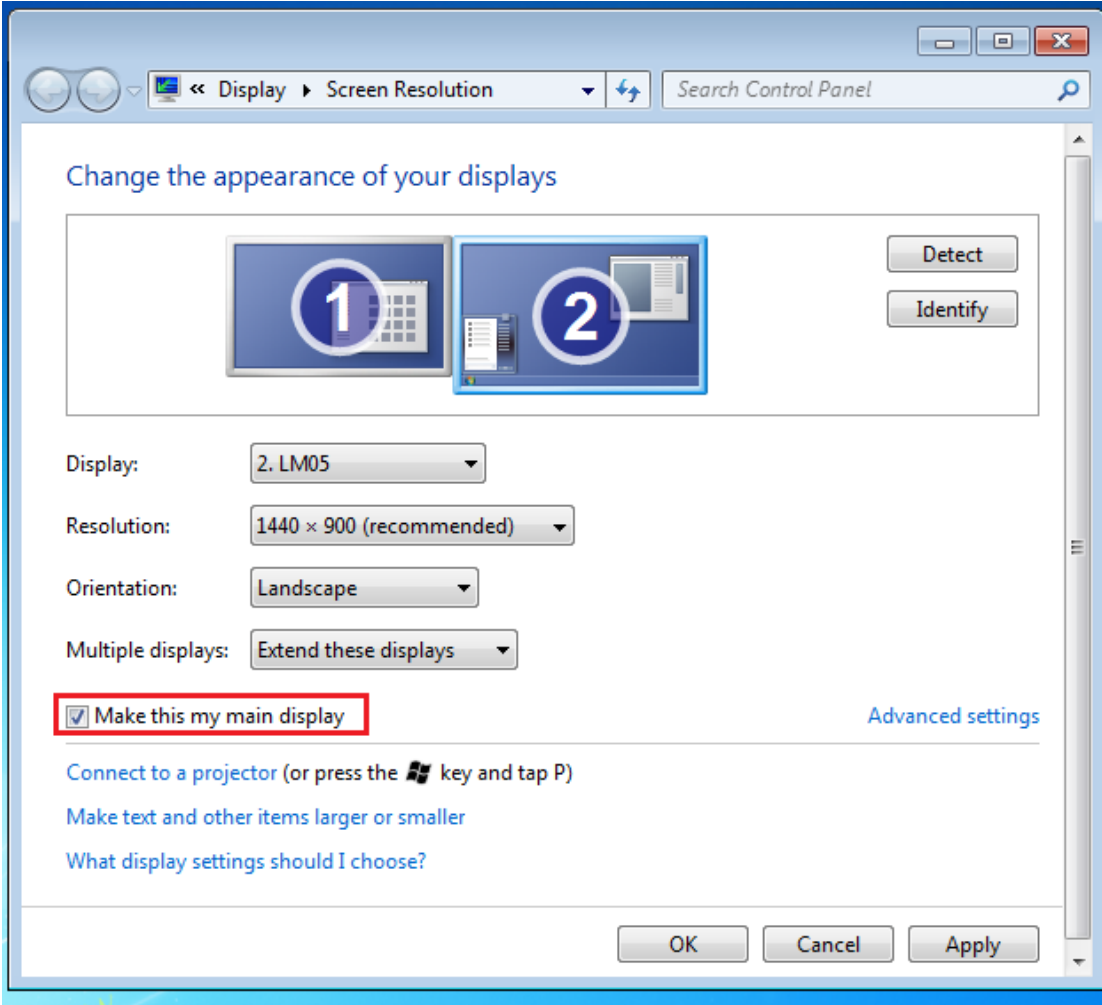 « Display ▸ Screen Resolution
Search Control Panel
Change the appearance of your displays
1
2
Detect
Identify
Display:
2. LM05
Resolution:
1440 × 900 (recommended)
Orientation:
Landscape
Multiple displays:
Extend these displays
Make this my main display
Advanced settings
Connect to a projector (or press the key and tap P)
Make text and other items larger or smaller
What display settings should I choose?
OK
Cancel
Apply